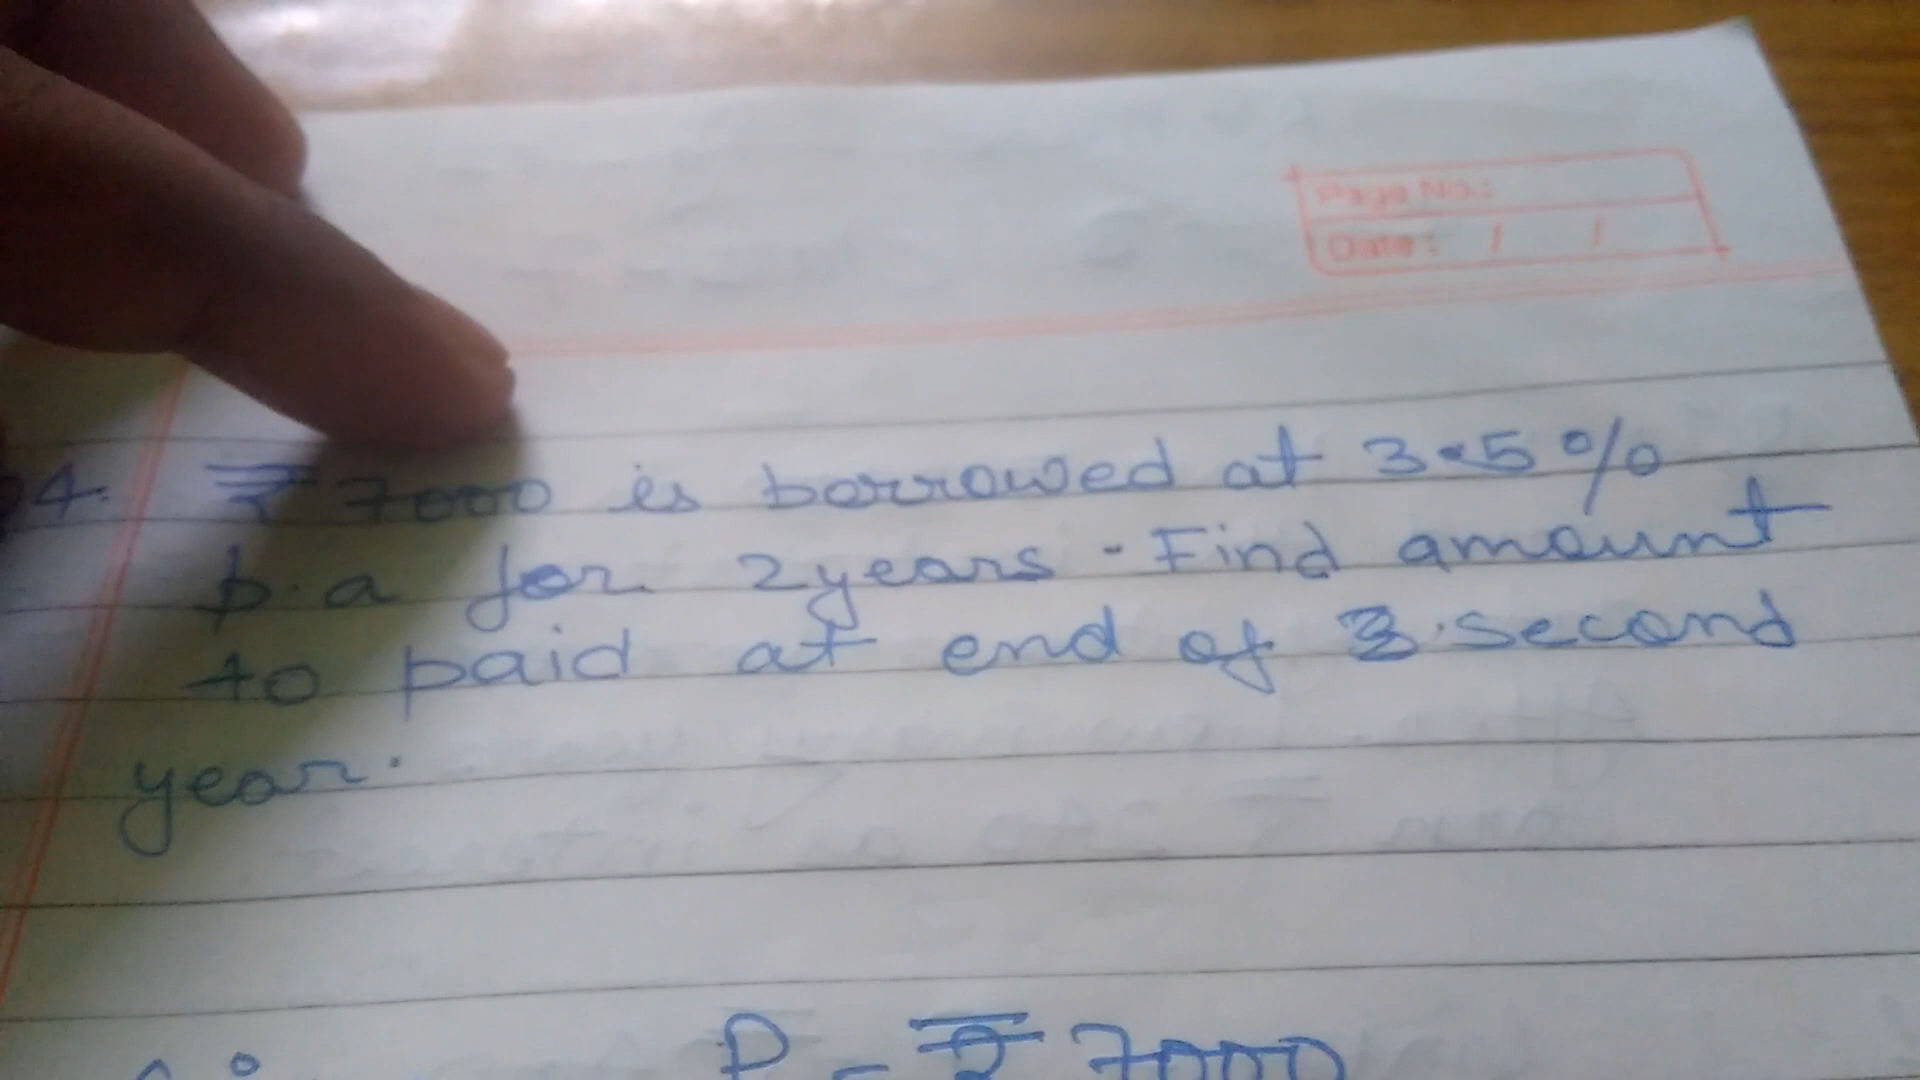 Page No.:
Date: / /
4. ₹ 7000 is borrowed at 3.5%
p.a for 2years. Find amount
to paid at end of second
year.
P = ₹ 7000